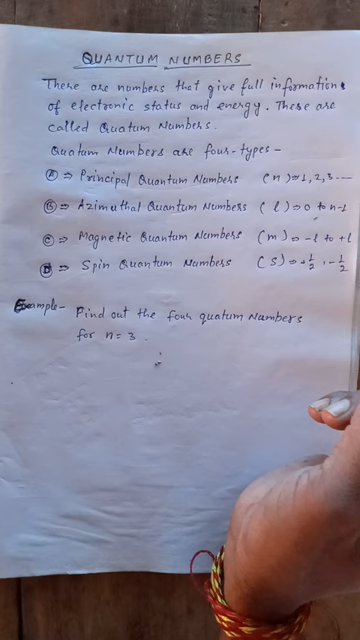 QUANTUM NUMBERS
These are numbers that give full informations
of electronic status and energy. These are
called Quatum Numbers.
Quatum Numbers are four-types -
(A) ⇒ Principal Quantum Numbers (n) = 1, 2, 3 ----
(B) ⇒ Azimuthal Quantum Numbers (l) = 0 to n-1
(C) ⇒ Magnetic Quantum Numbers (m) = -l to +l
(D) ⇒ Spin Quantum Numbers (s) = +1/2, -1/2
Example - Find out the four quatum Numbers
for n = 3.